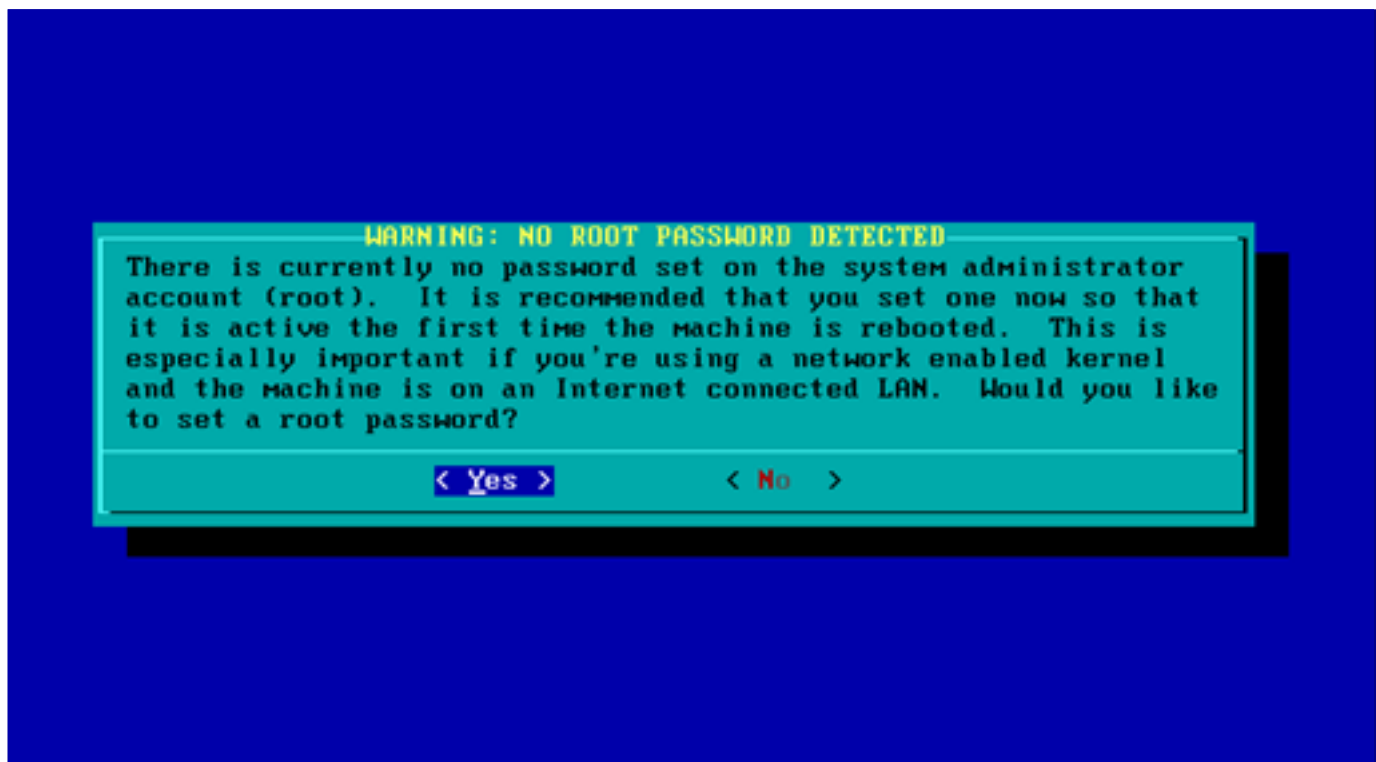 WARNING: NO ROOT PASSWORD DETECTED
There is currently no password set on the system administrator
account (root).  It is recommended that you set one now so that
it is active the first time the machine is rebooted.  This is
especially important if you're using a network enabled kernel
and the machine is on an Internet connected LAN.  Would you like
to set a root password?
< Yes > < No >